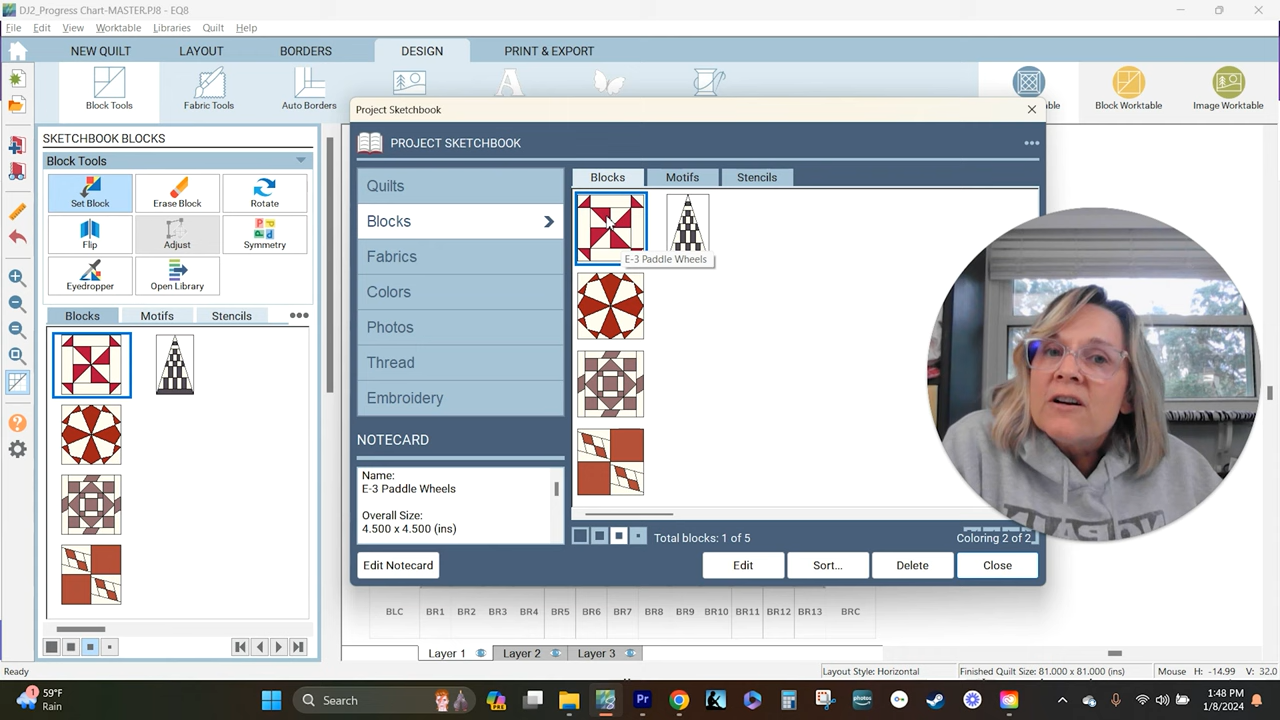 DJ2_Progress Chart-MASTER.PJ8 - EQ8
File Edit View Worktable Libraries Quilt Help
NEW QUILT LAYOUT BORDERS DESIGN PRINT & EXPORT
Block Tools Fabric Tools Auto Borders Block Worktable Image Worktable
Project Sketchbook
PROJECT SKETCHBOOK
SKETCHBOOK BLOCKS
Block Tools
Set Block Erase Block Rotate
Flip Adjust Symmetry
Eyedropper Open Library
Blocks Motifs Stencils
Quilts
Blocks
Fabrics
Colors
Photos
Thread
Embroidery
Blocks Motifs Stencils
E-3 Paddle Wheels
NOTECARD
Name:
E-3 Paddle Wheels
Overall Size:
4.500 x 4.500 (ins)
Total blocks: 1 of 5
Coloring 2 of 2
Edit Notecard Edit Sort... Delete Close
BLC BR1 BR2 BR3 BR4 BR5 BR6 BR7 BR8 BR9 BR10 BR11 BR12 BR13 BRC
Layer 1 Layer 2 Layer 3
Ready
Layout Style: Horizontal Finished Quilt Size: 81.000 x 81.000 (ins) Mouse H: -14.99 V: 32.0
1
59°F
Rain
Search
1:48 PM
1/8/2024